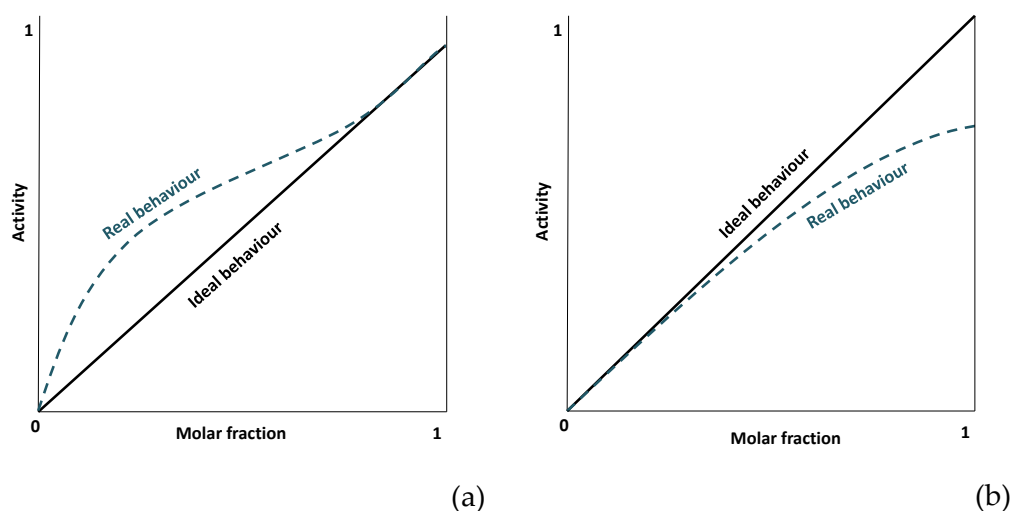 1
Activity
Real behaviour
Ideal behaviour
0
Molar fraction
1
(a)
1
Activity
Ideal behaviour
Real behaviour
0
Molar fraction
1
(b)